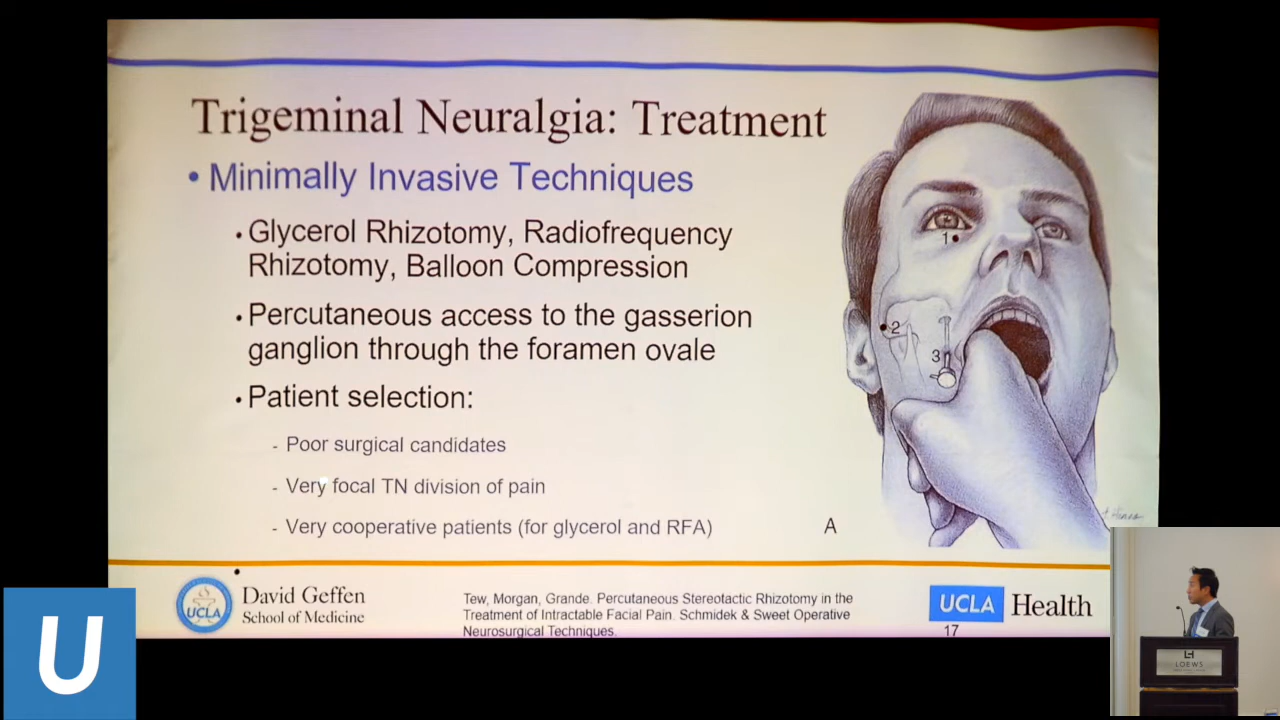 Trigeminal Neuralgia: Treatment
• Minimally Invasive Techniques
• Glycerol Rhizotomy, Radiofrequency
Rhizotomy, Balloon Compression
• Percutaneous access to the gasserion
ganglion through the foramen ovale
• Patient selection:
- Poor surgical candidates
- Very focal TN division of pain
- Very cooperative patients (for glycerol and RFA)
1
2
3
A
UCLA
David Geffen
School of Medicine
Tew, Morgan, Grande. Percutaneous Stereotactic Rhizotomy in the
Treatment of Intractable Facial Pain. Schmidek & Sweet Operative
Neurosurgical Techniques.
UCLA Health
17
U
LOEWS